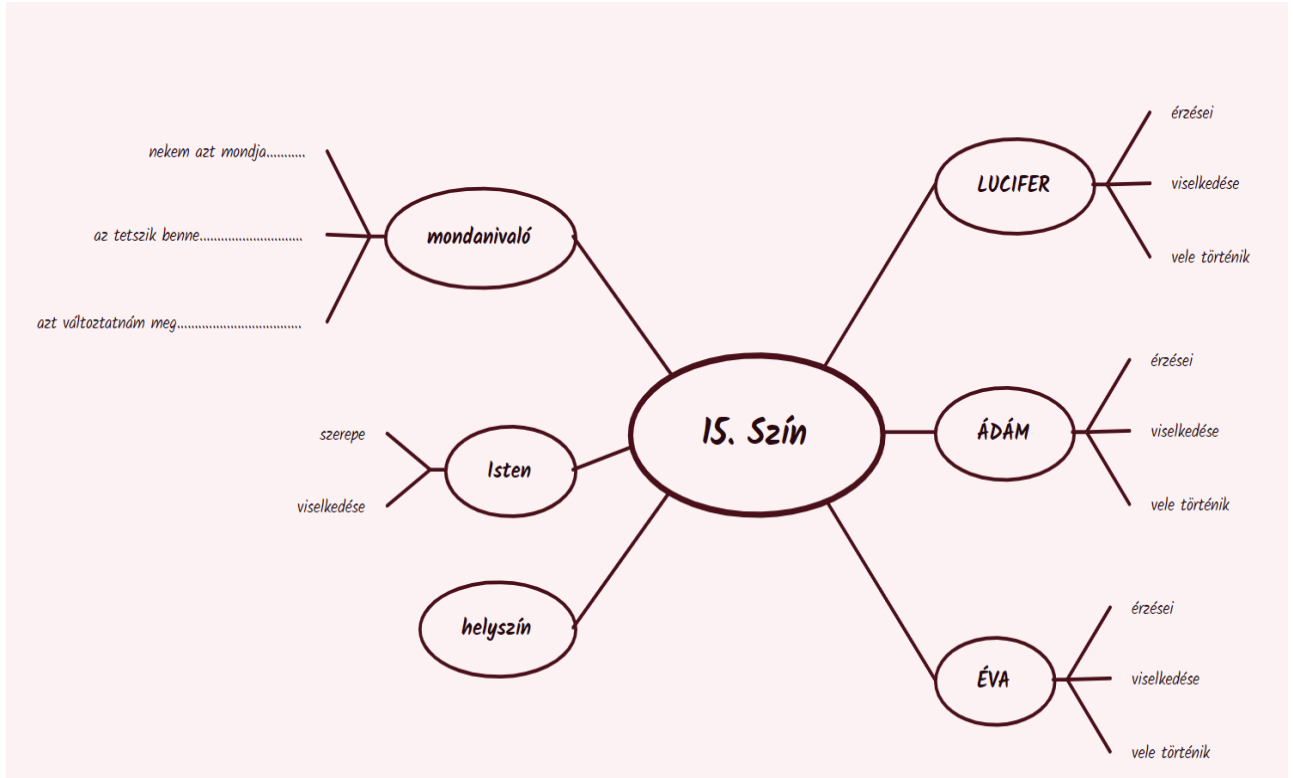 15. Szín
mondanivaló
nekem azt mondja...........
az tetszik benne.............................
azt változtatnám meg...................................
Isten
szerepe
viselkedése
helyszín
LUCIFER
érzései
viselkedése
vele történik
ÁDÁM
érzései
viselkedése
vele történik
ÉVA
érzései
viselkedése
vele történik